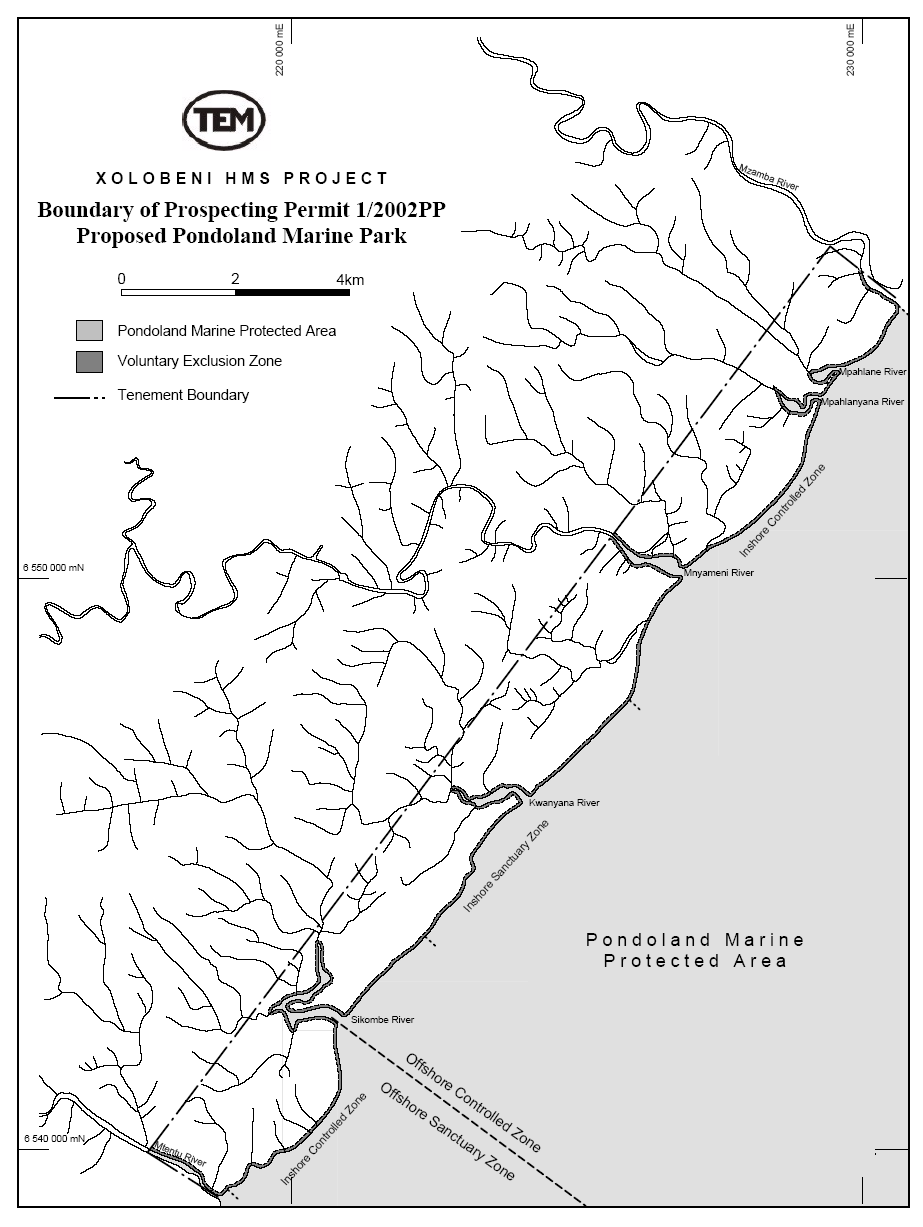 220 000 mE
230 000 mE
TEM
XOLOBENI HMS PROJECT
Boundary of Prospecting Permit 1/2002PP
Proposed Pondoland Marine Park
0 2 4km
Pondoland Marine Protected Area
Voluntary Exclusion Zone
Tenement Boundary
Mzamba River
Mpahlane River
Mpahlanyana River
Inshore Controlled Zone
6 550 000 mN
Mnyameni River
Kwanyana River
Inshore Sanctuary Zone
Pondoland Marine
Protected Area
Sikombe River
Offshore Controlled Zone
Offshore Sanctuary Zone
Inshore Controlled Zone
6 540 000 mN
Mtentu River